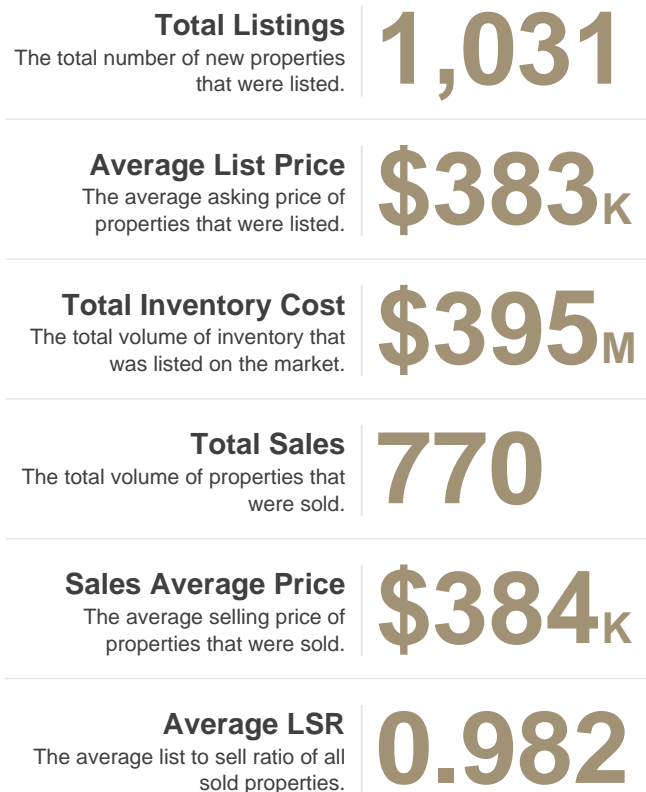 Total Listings
The total number of new properties
that were listed.
1,031
Average List Price
The average asking price of
properties that were listed.
$383K
Total Inventory Cost
The total volume of inventory that
was listed on the market.
$395M
Total Sales
The total volume of properties that
were sold.
770
Sales Average Price
The average selling price of
properties that were sold.
$384K
Average LSR
The average list to sell ratio of all
sold properties.
0.982